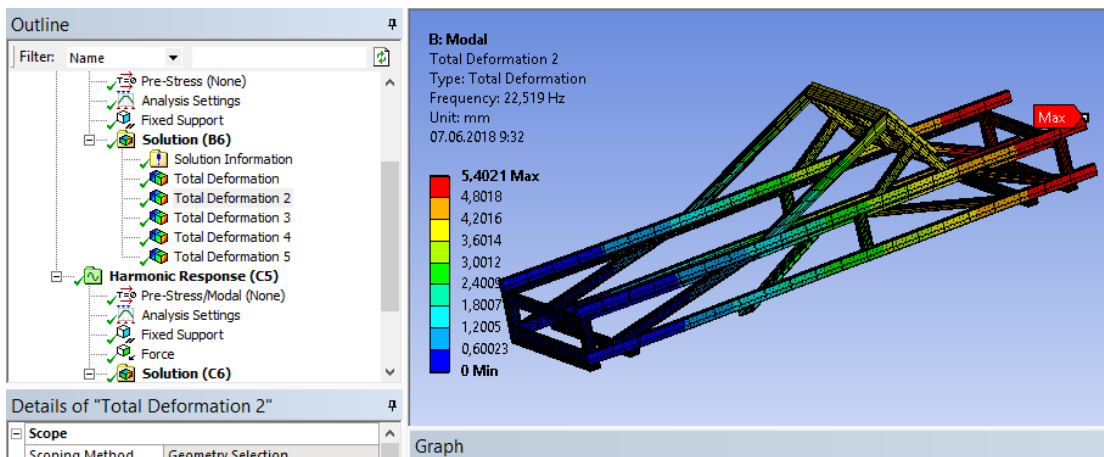 Outline
Filter: Name
Pre-Stress (None)
Analysis Settings
Fixed Support
Solution (B6)
Solution Information
Total Deformation
Total Deformation 2
Total Deformation 3
Total Deformation 4
Total Deformation 5
Harmonic Response (C5)
Pre-Stress/Modal (None)
Analysis Settings
Fixed Support
Force
Solution (C6)
Details of "Total Deformation 2"
Scope
Scoping Method Geometry Selection
B: Modal
Total Deformation 2
Type: Total Deformation
Frequency: 22,519 Hz
Unit: mm
07.06.2018 9:32
5,4021 Max
4,8018
4,2016
3,6014
3,0012
2,4009
1,8007
1,2005
0,60023
0 Min
Max
Graph